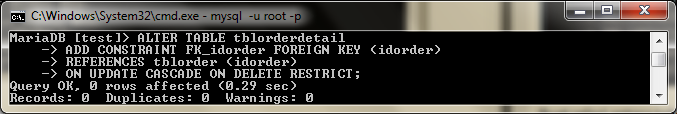 C:\Windows\System32\cmd.exe - mysql  -u root -p
MariaDB [test]> ALTER TABLE tblorderdetail
    -> ADD CONSTRAINT FK_idorder FOREIGN KEY (idorder)
    -> REFERENCES tblorder (idorder)
    -> ON UPDATE CASCADE ON DELETE RESTRICT;
Query OK, 0 rows affected (0.29 sec)
Records: 0  Duplicates: 0  Warnings: 0